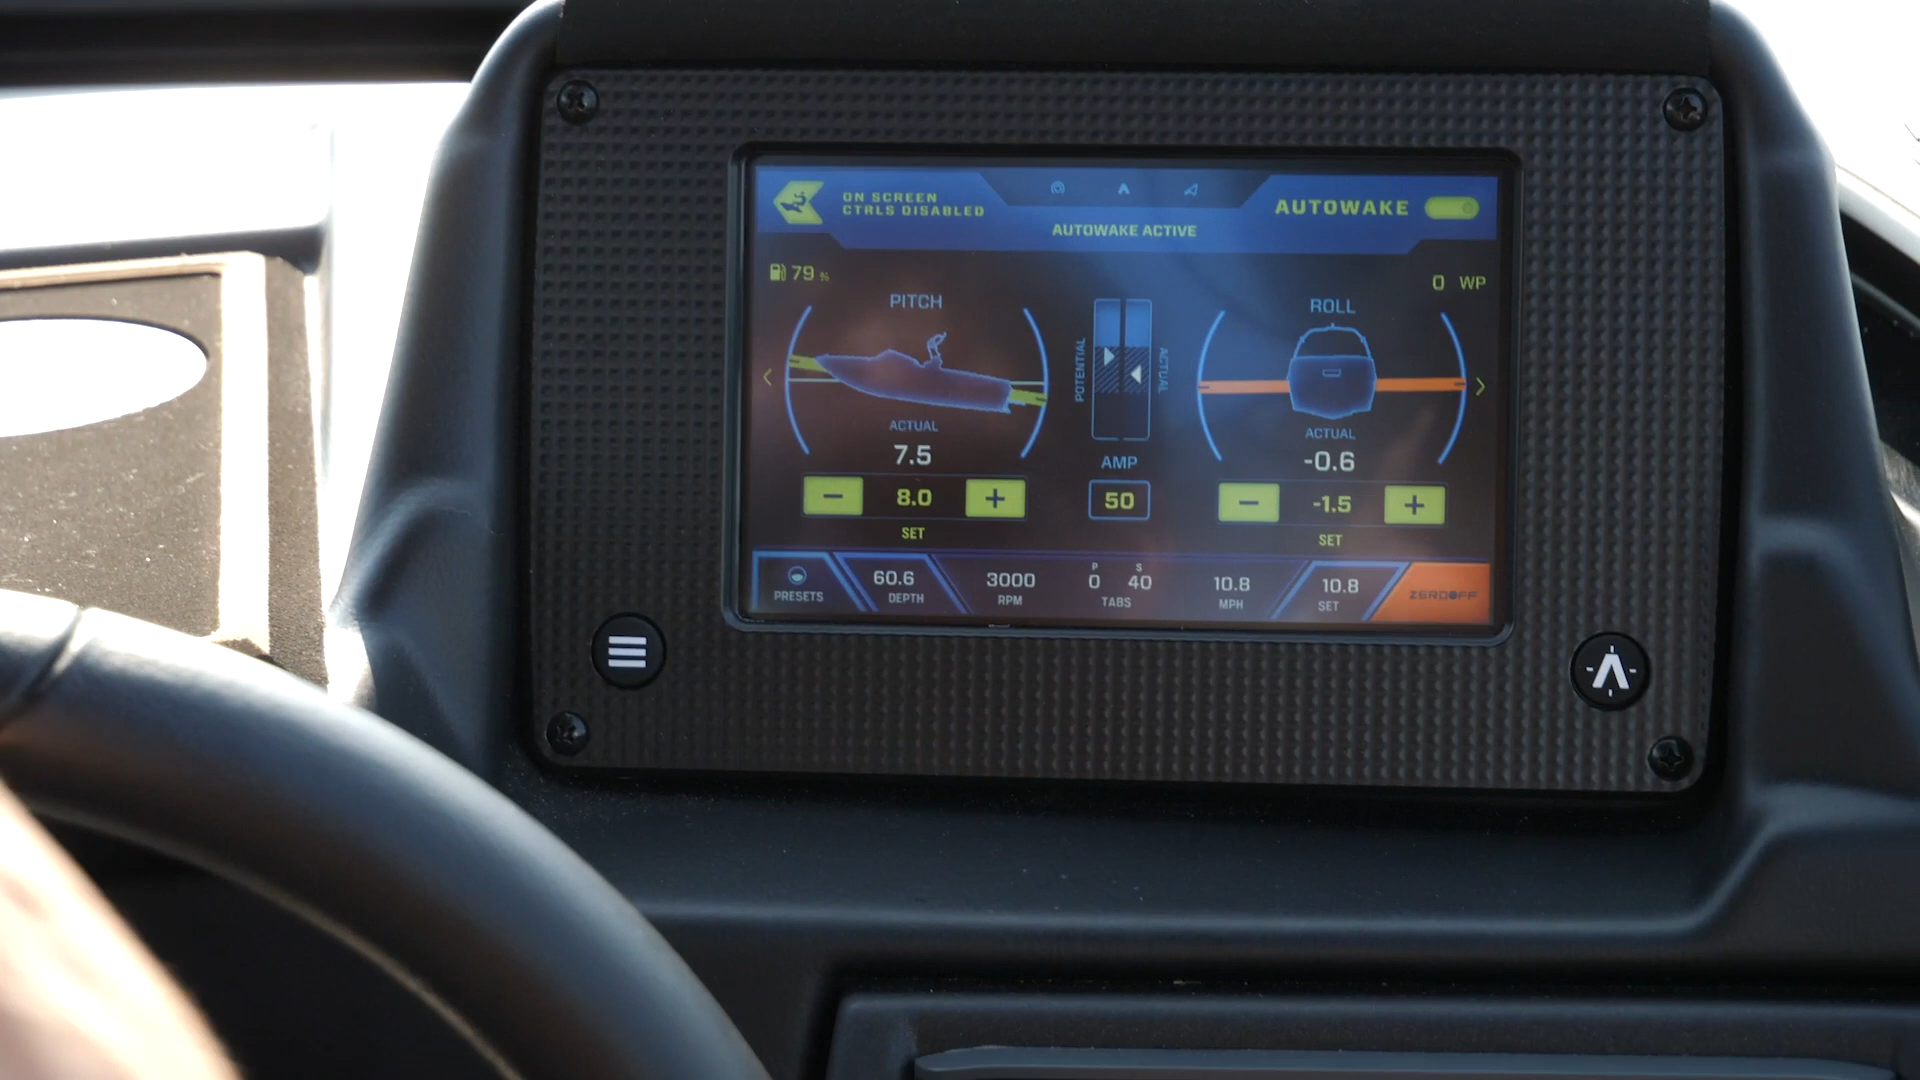 ON SCREEN
CTRLS DISABLED
AUTOWAKE
AUTOWAKE ACTIVE
79 %
0 WP
PITCH
ROLL
POTENTIAL
ACTUAL
ACTUAL
7.5
ACTUAL
-0.6
AMP
− 8.0 +
50
− -1.5 +
SET
SET
PRESETS
60.6
DEPTH
3000
RPM
P S
0 40
TABS
10.8
MPH
10.8
SET
ZEROOFF